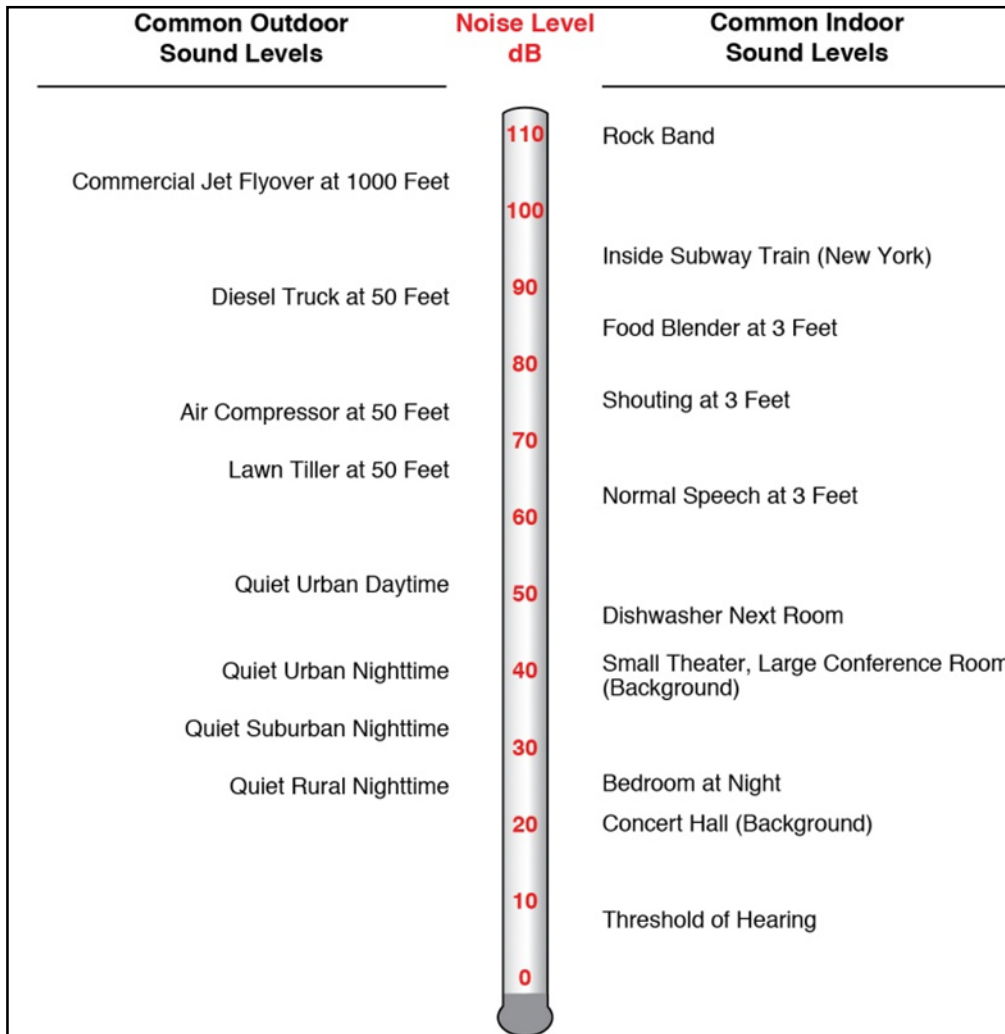 Common Outdoor
Sound Levels
Noise Level
dB
Common Indoor
Sound Levels
110
Rock Band
Commercial Jet Flyover at 1000 Feet
100
Inside Subway Train (New York)
90
Diesel Truck at 50 Feet
Food Blender at 3 Feet
80
Shouting at 3 Feet
Air Compressor at 50 Feet
70
Lawn Tiller at 50 Feet
Normal Speech at 3 Feet
60
Quiet Urban Daytime
50
Dishwasher Next Room
Quiet Urban Nighttime
40
Small Theater, Large Conference Room
(Background)
Quiet Suburban Nighttime
30
Quiet Rural Nighttime
Bedroom at Night
20
Concert Hall (Background)
10
Threshold of Hearing
0